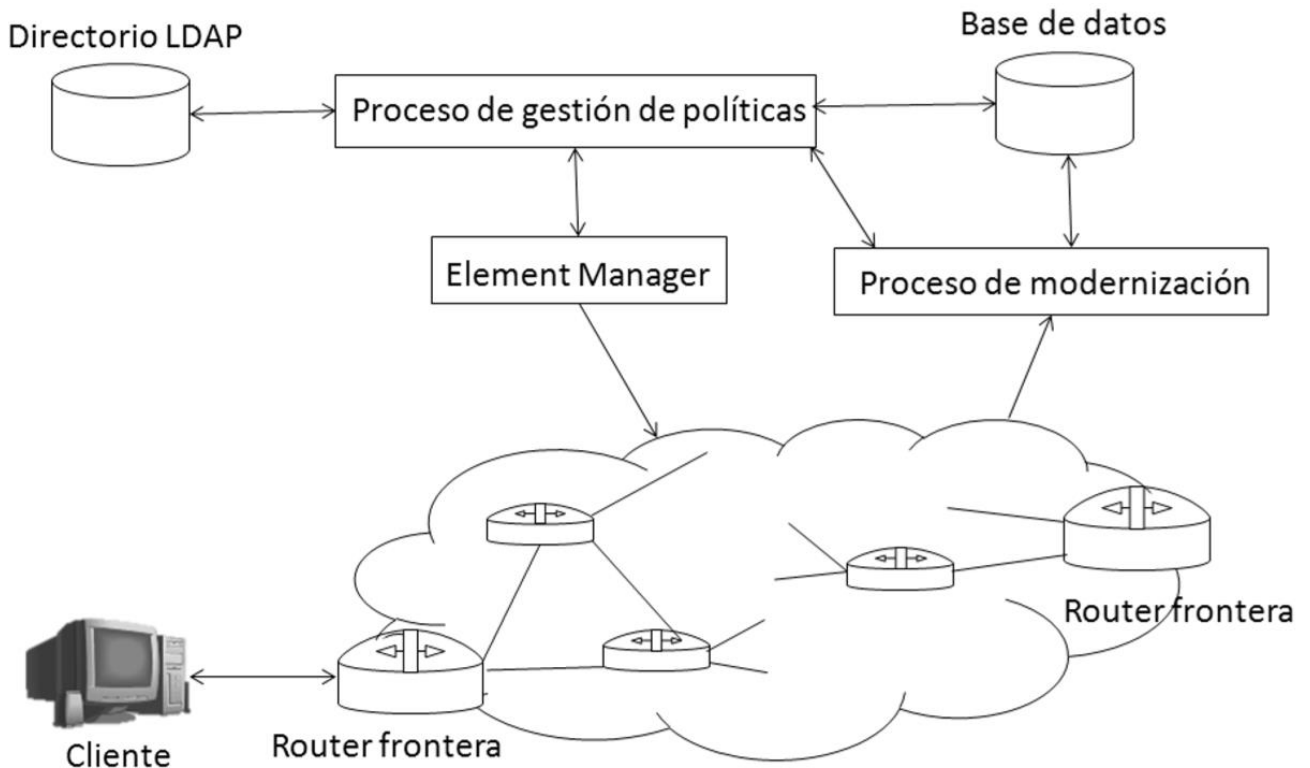 Directorio LDAP
Base de datos
Proceso de gestión de políticas
Element Manager
Proceso de modernización
Router frontera
Router frontera
Cliente